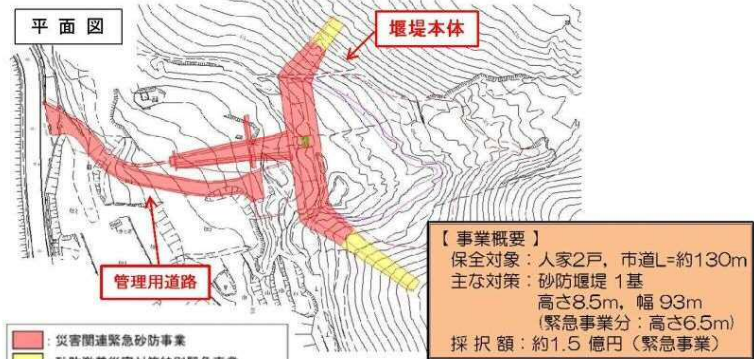 平面図
堰堤本体
管理用道路
【 事業概要 】
保全対象：人家2戸，市道L=約130m
主な対策：砂防堰堤 1基
高さ8.5m，幅 93m
(緊急事業分：高さ6.5m)
採択額：約1.5 億円（緊急事業）
：災害関連緊急砂防事業